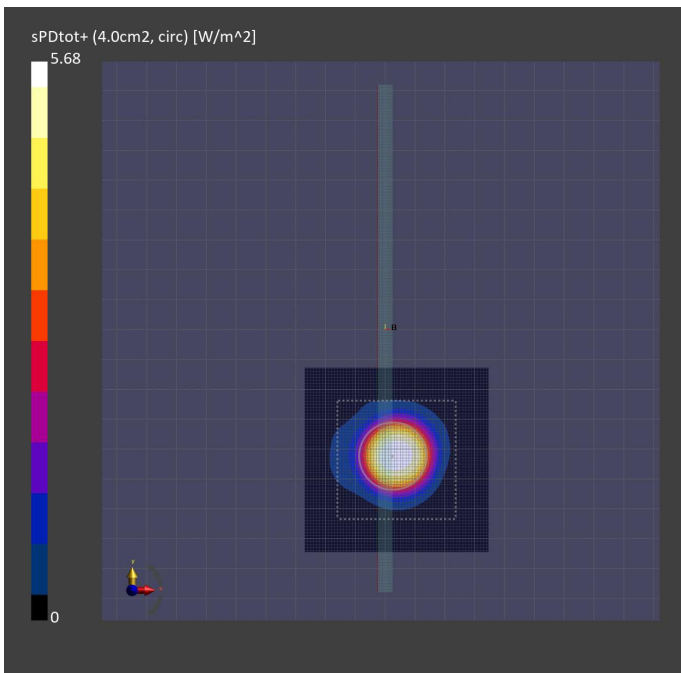 sPDtot+ (4.0cm2, circ) [W/m^2]
5.68
B
0
y
x